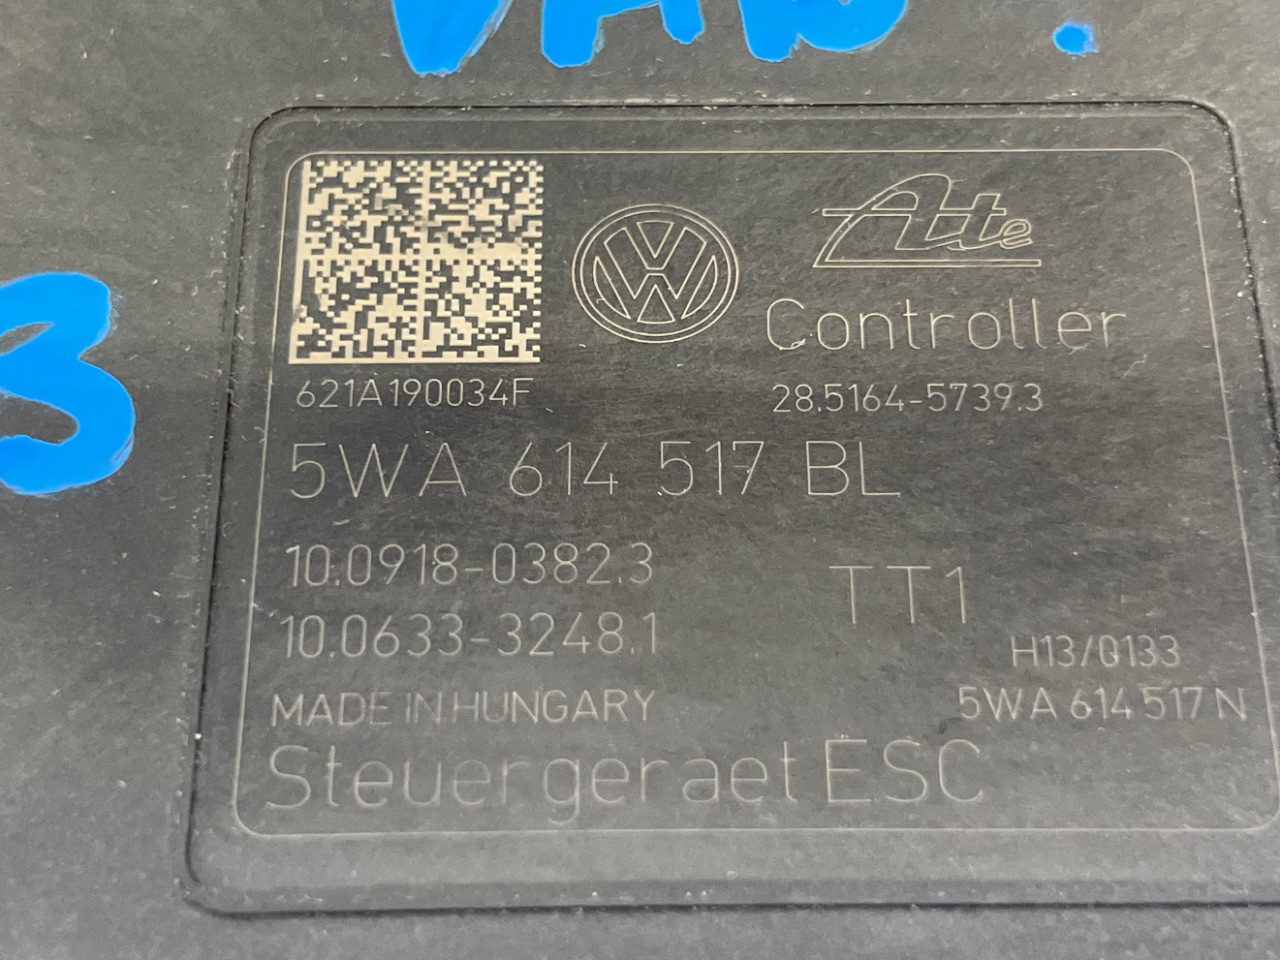 3
Ate
Controller
621A190034F
28.5164-5739.3
5WA 614 517 BL
10.0918-0382.3
TT1
10.0633-3248.1
H13/0133
MADE IN HUNGARY
5WA 614 517 N
Steuergeraet ESC